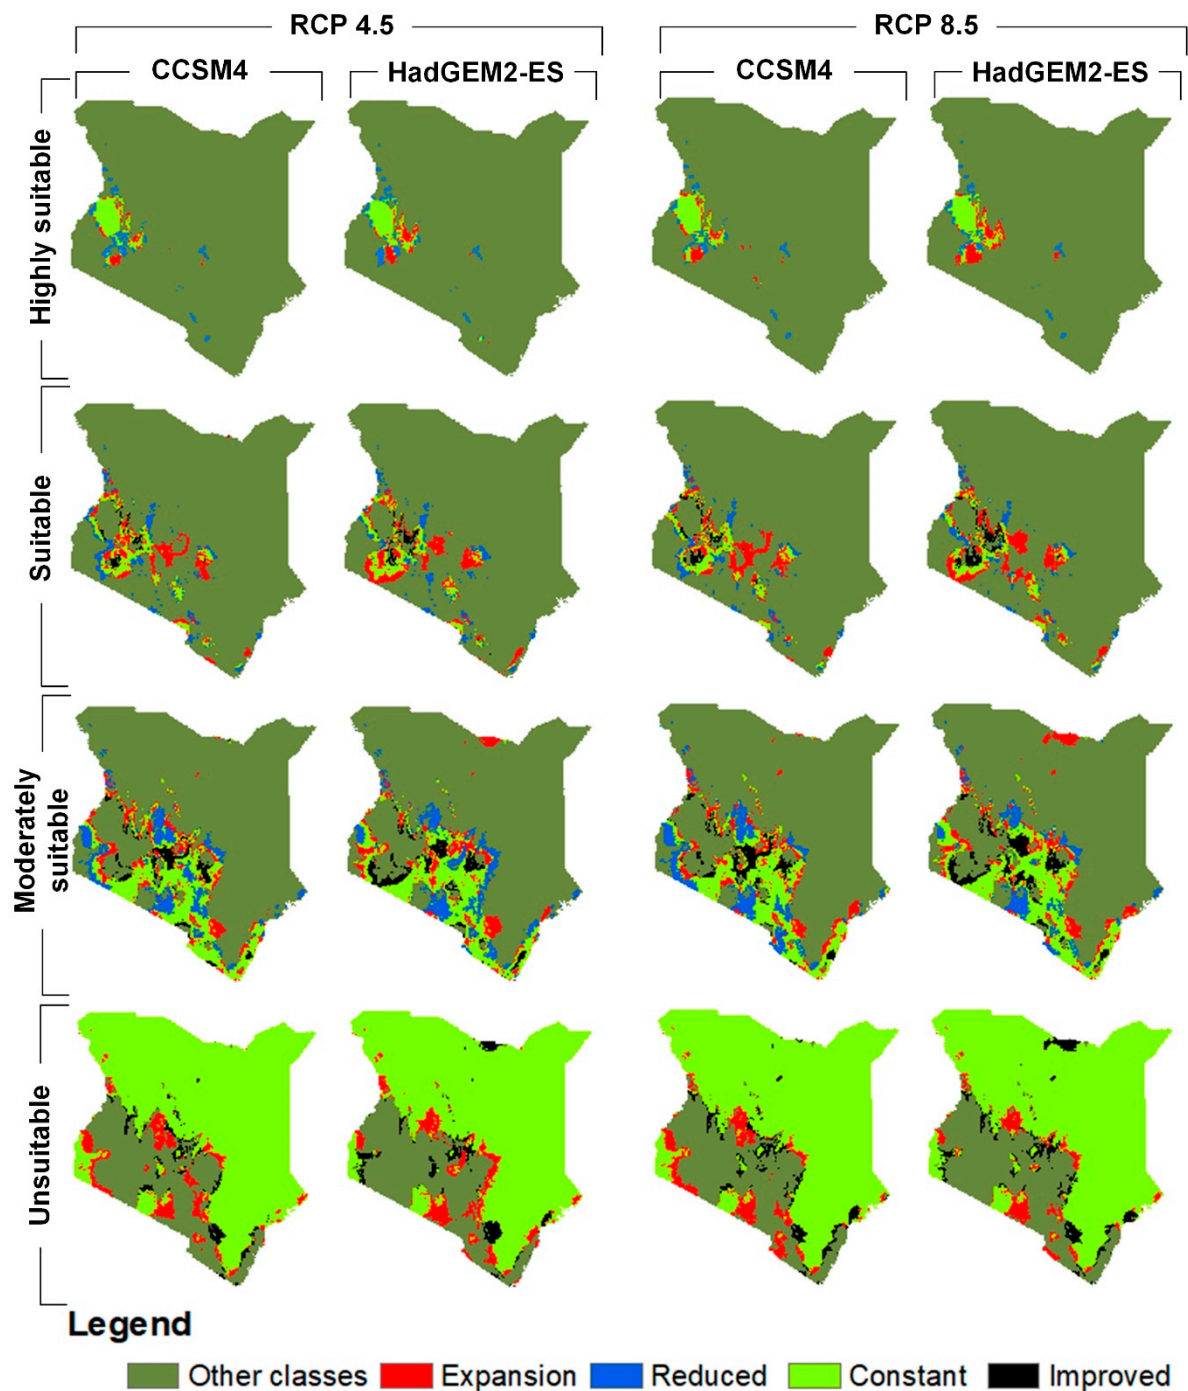 RCP 4.5
RCP 8.5
CCSM4
HadGEM2-ES
CCSM4
HadGEM2-ES
Highly suitable
Suitable
Moderately
suitable
Unsuitable
Legend
Other classes
Expansion
Reduced
Constant
Improved